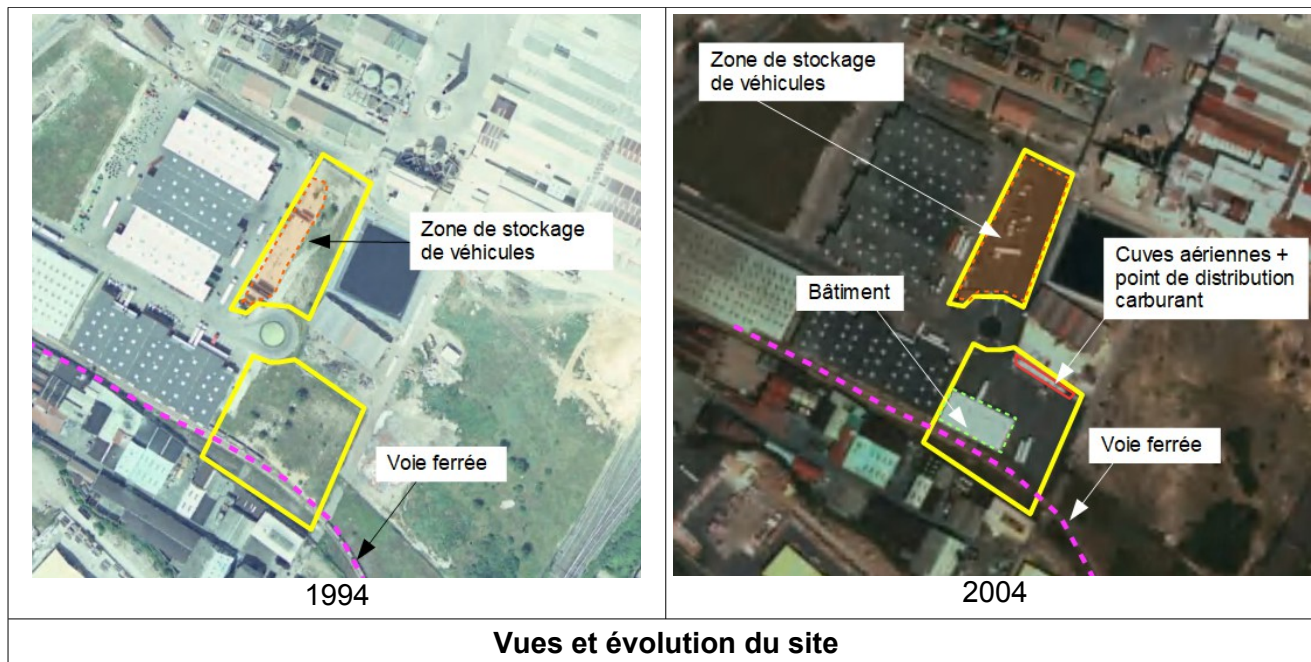 Zone de stockage
de véhicules
Voie ferrée
1994
Zone de stockage
de véhicules
Cuves aériennes +
point de distribution
carburant
Bâtiment
Voie ferrée
2004
Vues et évolution du site